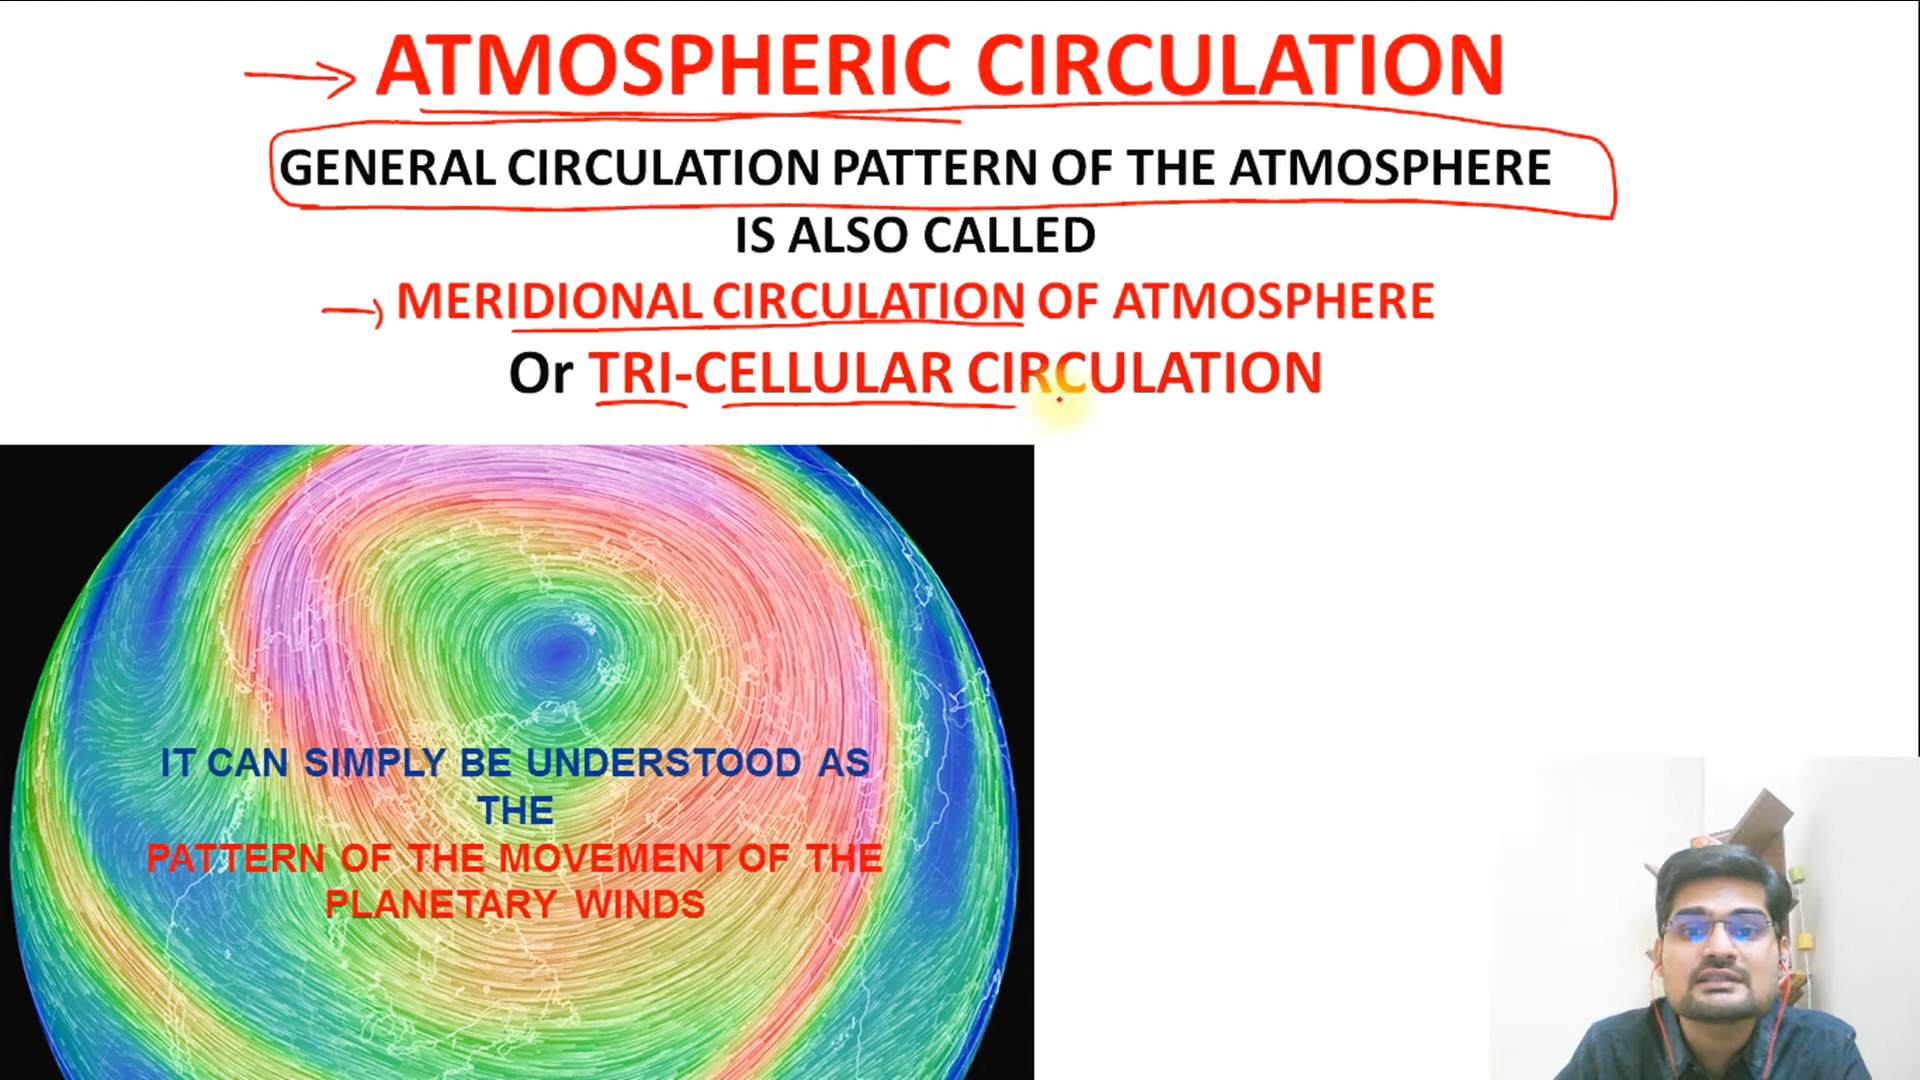 ATMOSPHERIC CIRCULATION
GENERAL CIRCULATION PATTERN OF THE ATMOSPHERE
IS ALSO CALLED
MERIDIONAL CIRCULATION OF ATMOSPHERE
Or TRI-CELLULAR CIRCULATION
IT CAN SIMPLY BE UNDERSTOOD AS
THE
PATTERN OF THE MOVEMENT OF THE
PLANETARY WINDS